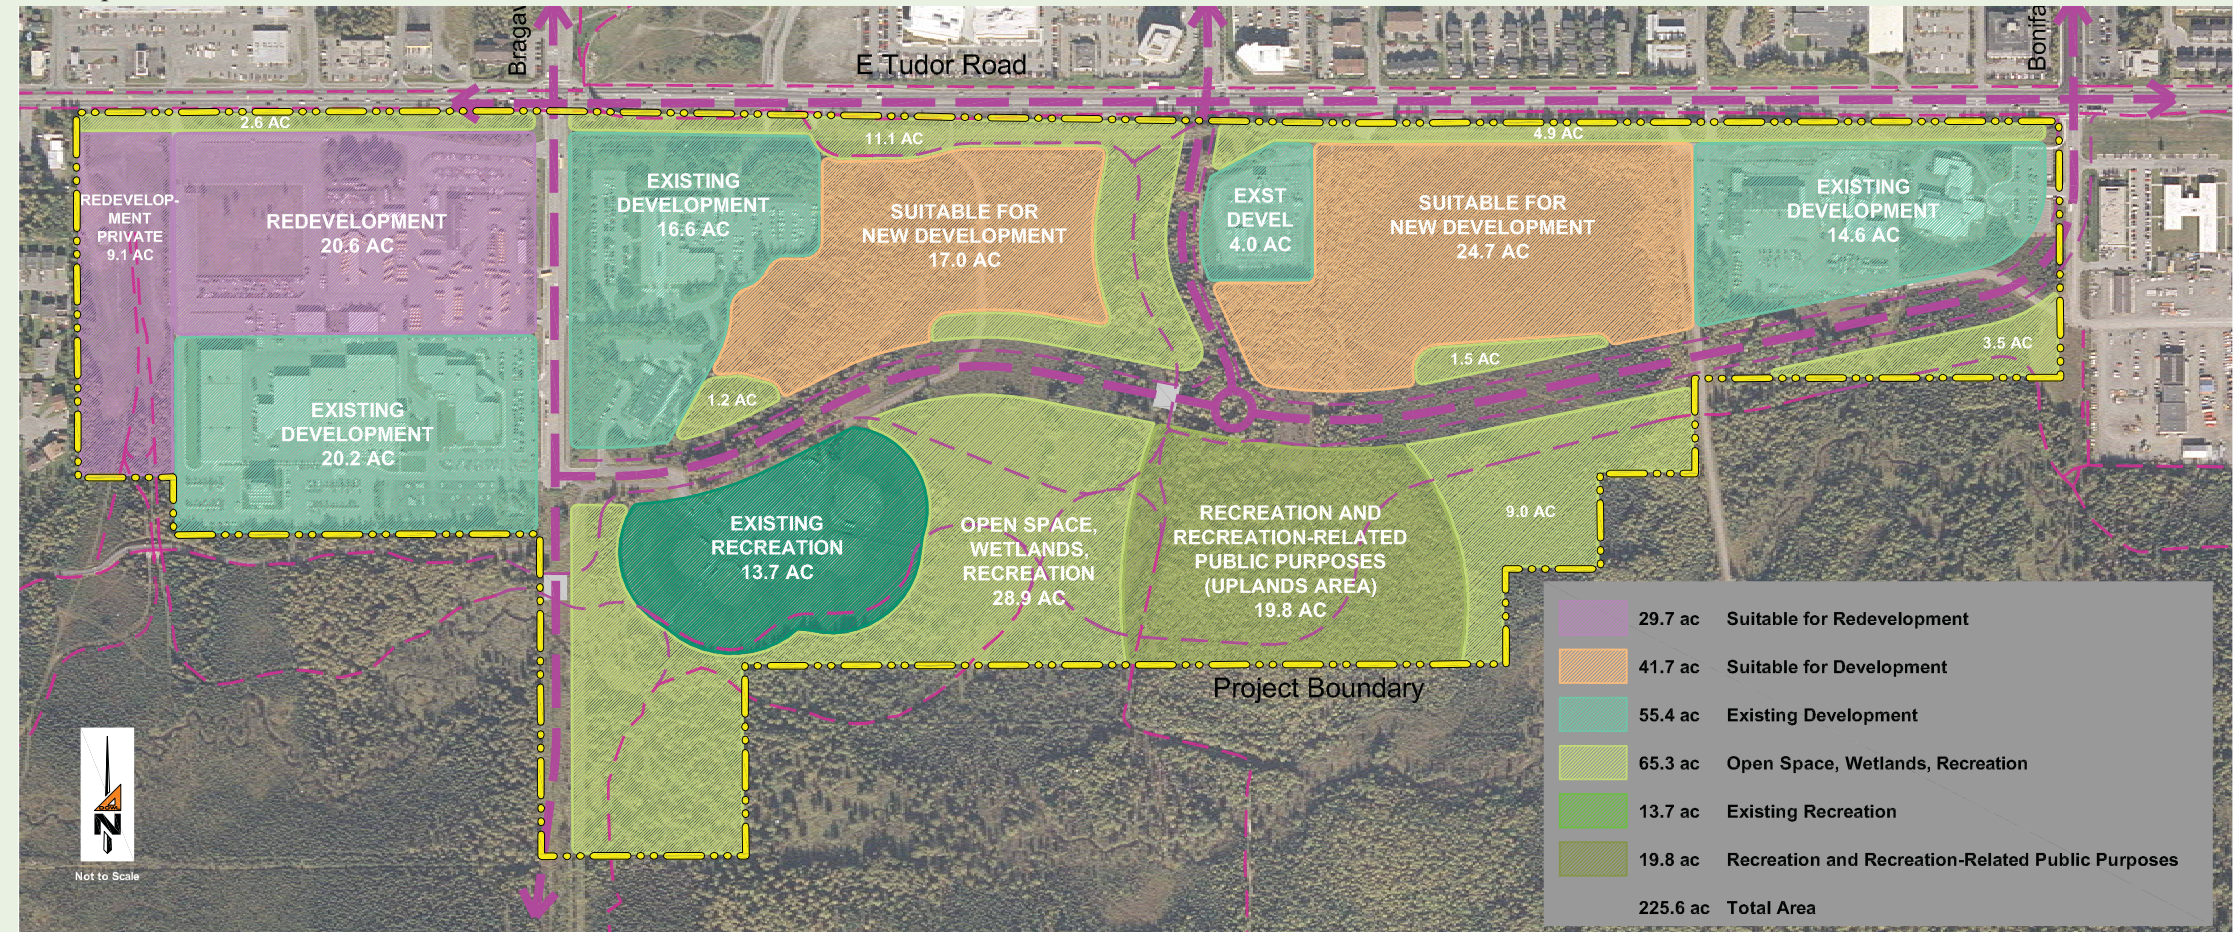 Bragaw
Bonifa
E Tudor Road
2.6 AC
11.1 AC
4.9 AC
REDEVELOP-
MENT
PRIVATE
9.1 AC
REDEVELOPMENT
20.6 AC
EXISTING
DEVELOPMENT
16.6 AC
SUITABLE FOR
NEW DEVELOPMENT
17.0 AC
EXST
DEVEL
4.0 AC
SUITABLE FOR
NEW DEVELOPMENT
24.7 AC
EXISTING
DEVELOPMENT
14.6 AC
3.5 AC
1.5 AC
1.2 AC
EXISTING
DEVELOPMENT
20.2 AC
EXISTING
RECREATION
13.7 AC
OPEN SPACE,
WETLANDS,
RECREATION
28.9 AC
RECREATION AND
RECREATION-RELATED
PUBLIC PURPOSES
(UPLANDS AREA)
19.8 AC
9.0 AC
Project Boundary
29.7 ac Suitable for Redevelopment
41.7 ac Suitable for Development
55.4 ac Existing Development
65.3 ac Open Space, Wetlands, Recreation
13.7 ac Existing Recreation
19.8 ac Recreation and Recreation-Related Public Purposes
225.6 ac Total Area
N
Not to Scale